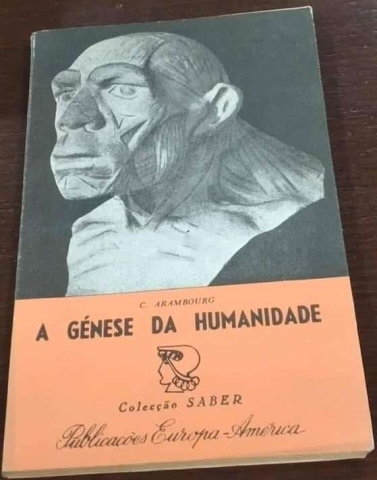 C. ARAMBOURG
A GÉNESE DA HUMANIDADE
Colecção SABER
Publicações Europa-América